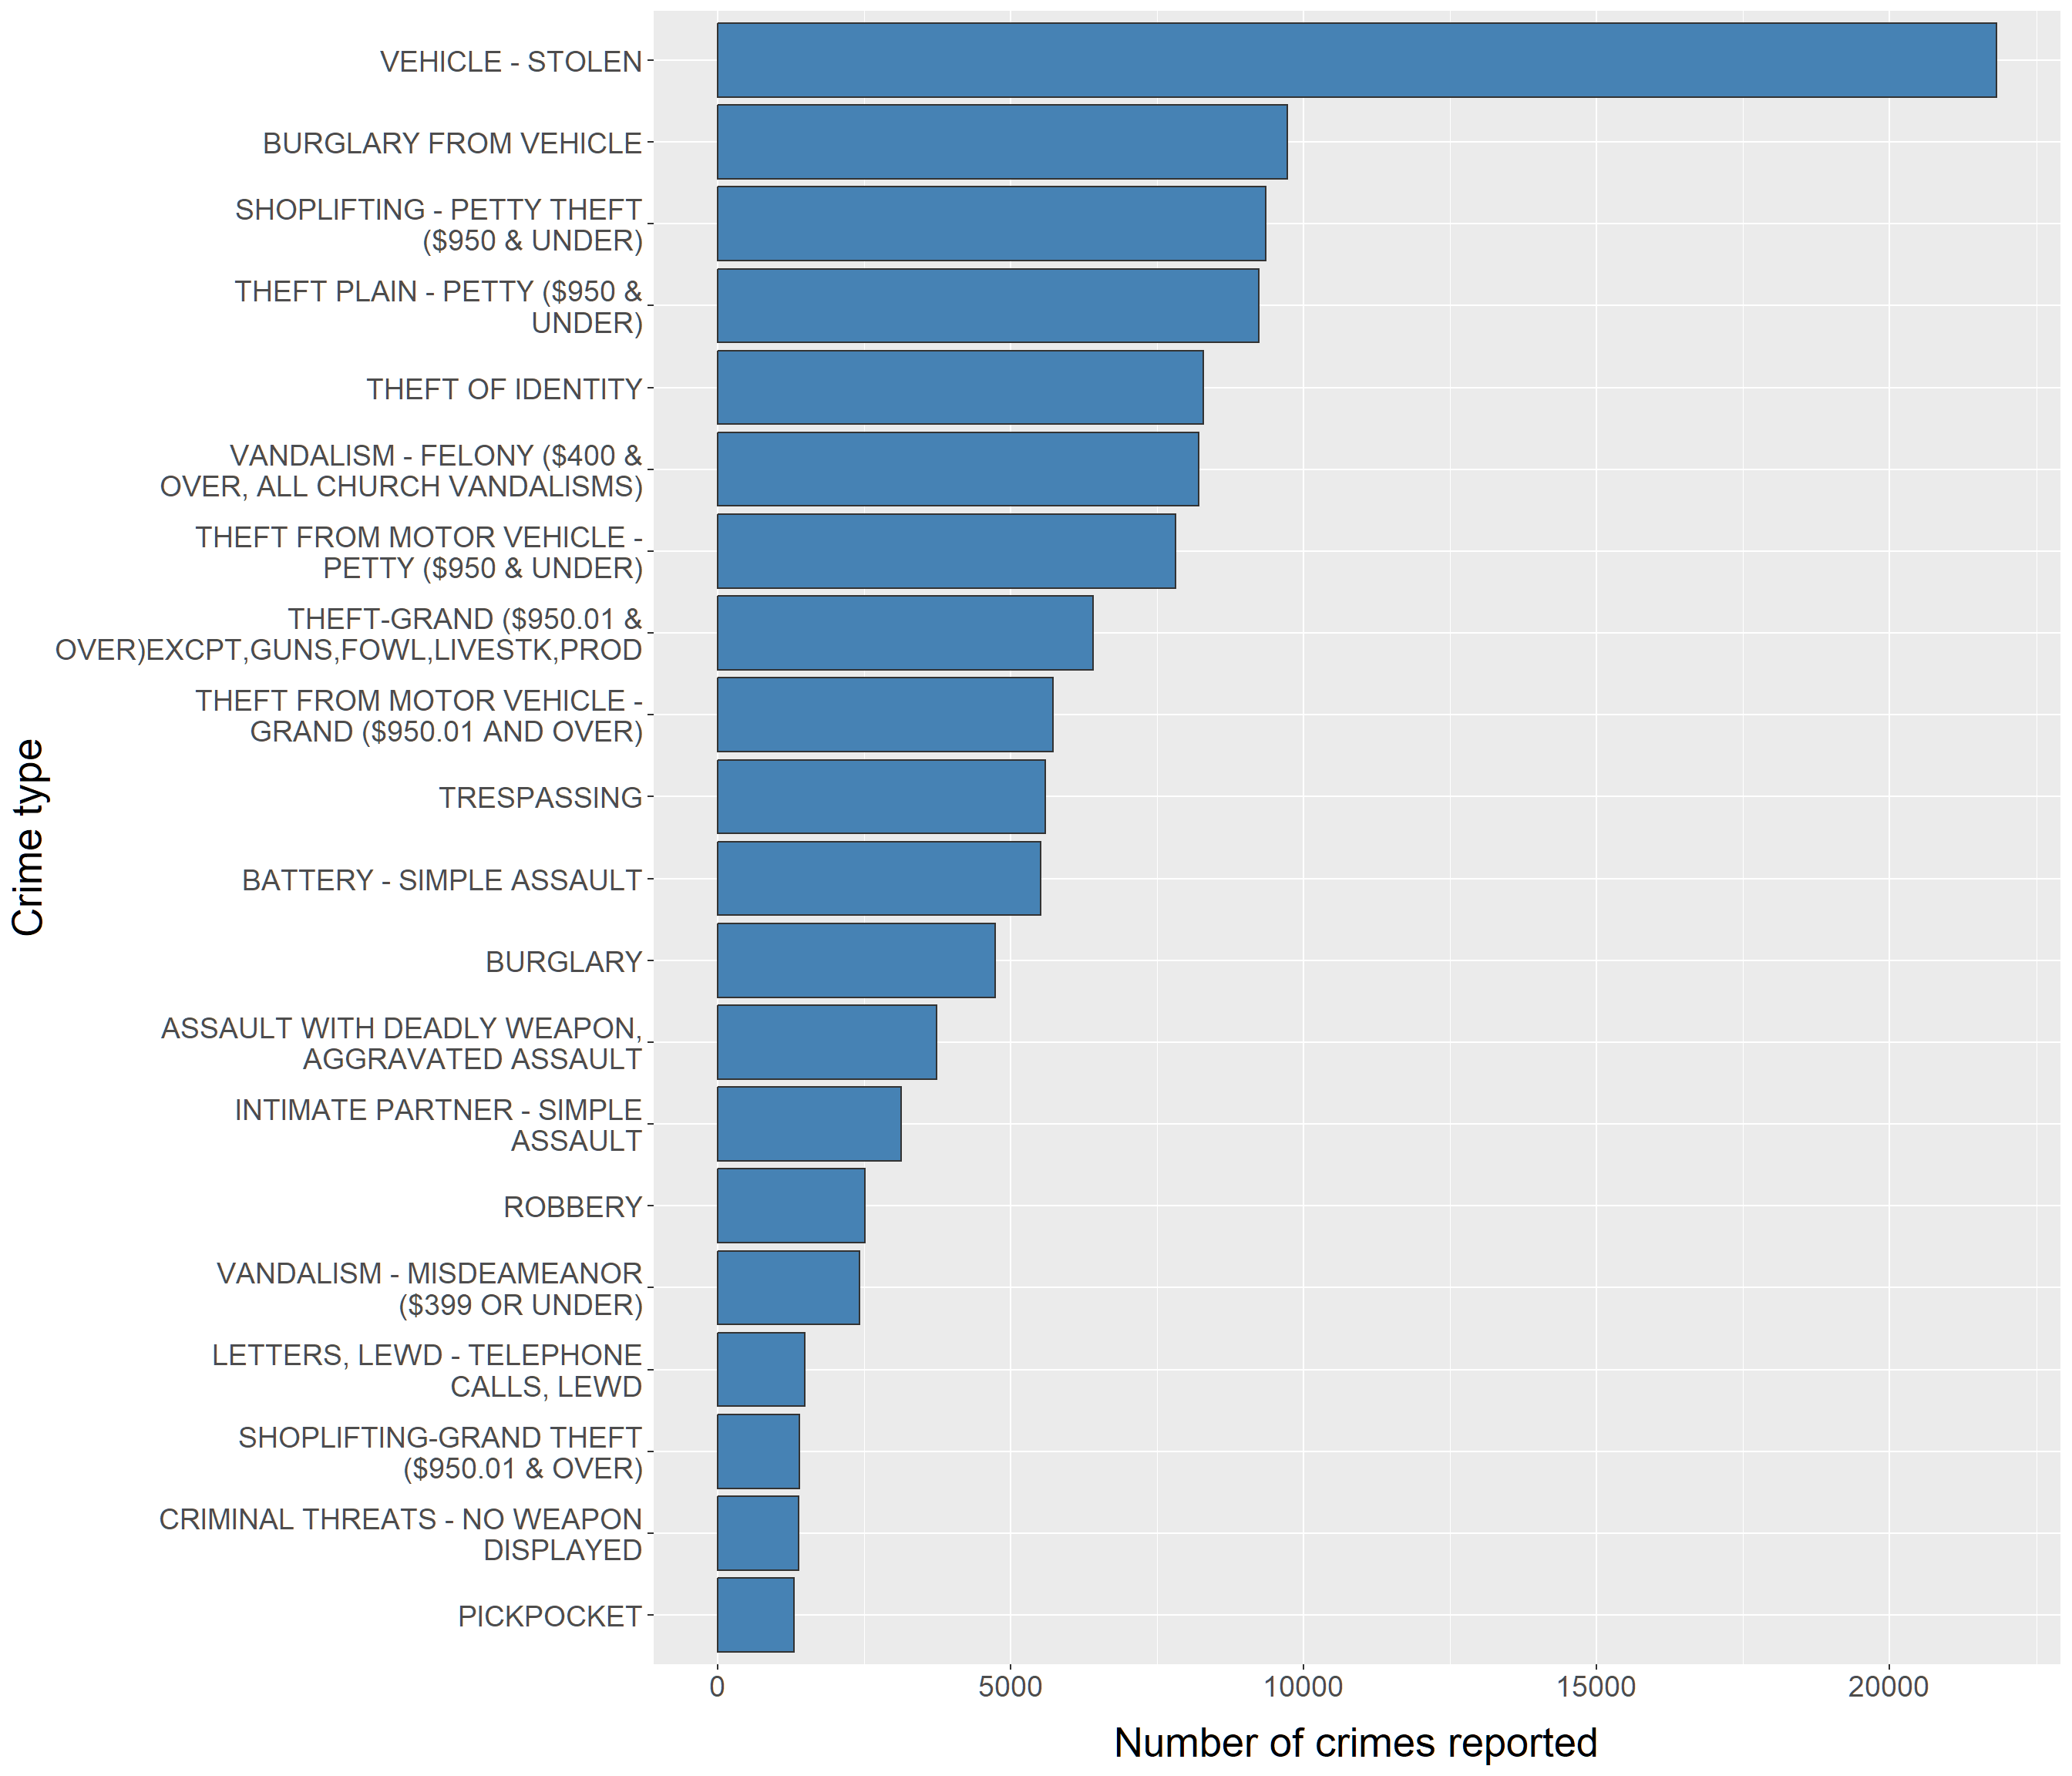 VEHICLE - STOLEN
BURGLARY FROM VEHICLE
SHOPLIFTING - PETTY THEFT
($950 & UNDER)
THEFT PLAIN - PETTY ($950 &
UNDER)
THEFT OF IDENTITY
VANDALISM - FELONY ($400 &
OVER, ALL CHURCH VANDALISMS)
THEFT FROM MOTOR VEHICLE -
PETTY ($950 & UNDER)
THEFT-GRAND ($950.01 &
OVER)EXCPT,GUNS,FOWL,LIVESTK,PROD
THEFT FROM MOTOR VEHICLE -
GRAND ($950.01 AND OVER)
TRESPASSING
BATTERY - SIMPLE ASSAULT
BURGLARY
ASSAULT WITH DEADLY WEAPON,
AGGRAVATED ASSAULT
INTIMATE PARTNER - SIMPLE
ASSAULT
ROBBERY
VANDALISM - MISDEAMEANOR
($399 OR UNDER)
LETTERS, LEWD - TELEPHONE
CALLS, LEWD
SHOPLIFTING-GRAND THEFT
($950.01 & OVER)
CRIMINAL THREATS - NO WEAPON
DISPLAYED
PICKPOCKET
Crime type
0 5000 10000 15000 20000
Number of crimes reported